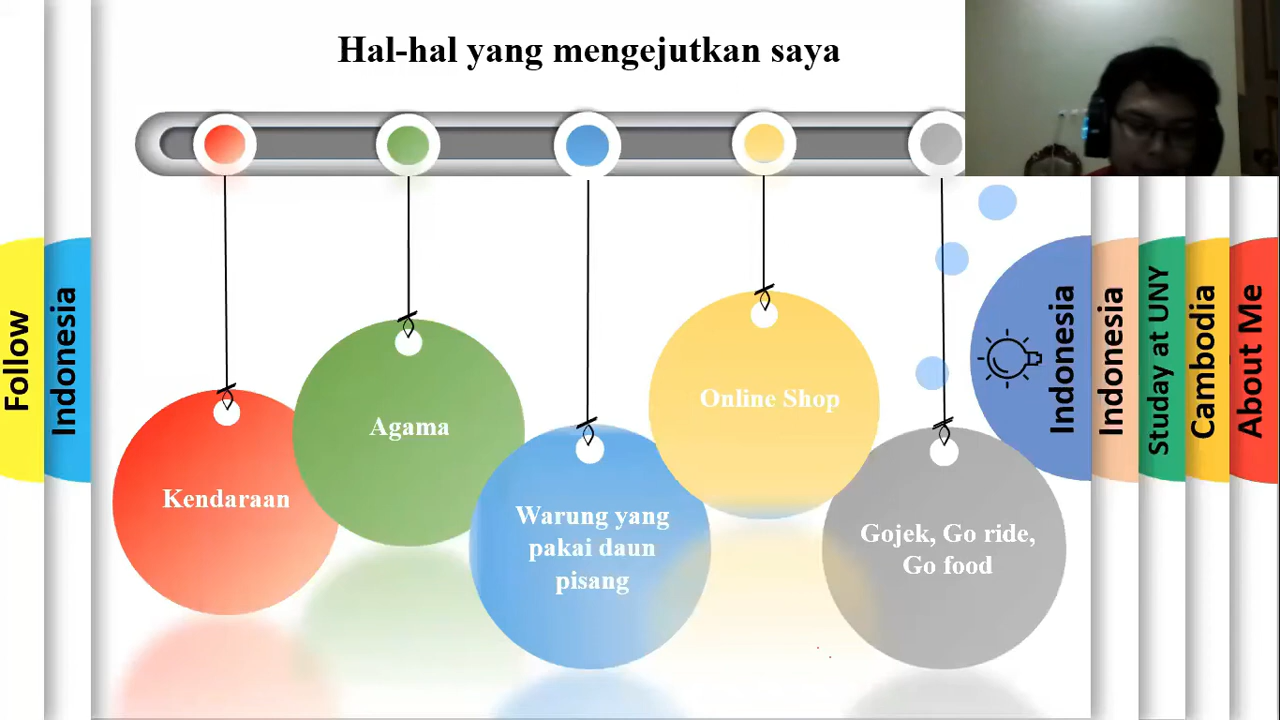 Hal-hal yang mengejutkan saya
Follow
Indonesia
Kendaraan
Agama
Warung yang
pakai daun
pisang
Online Shop
Gojek, Go ride,
Go food
Indonesia
Indonesia
Studay at UNY
Cambodia
About Me